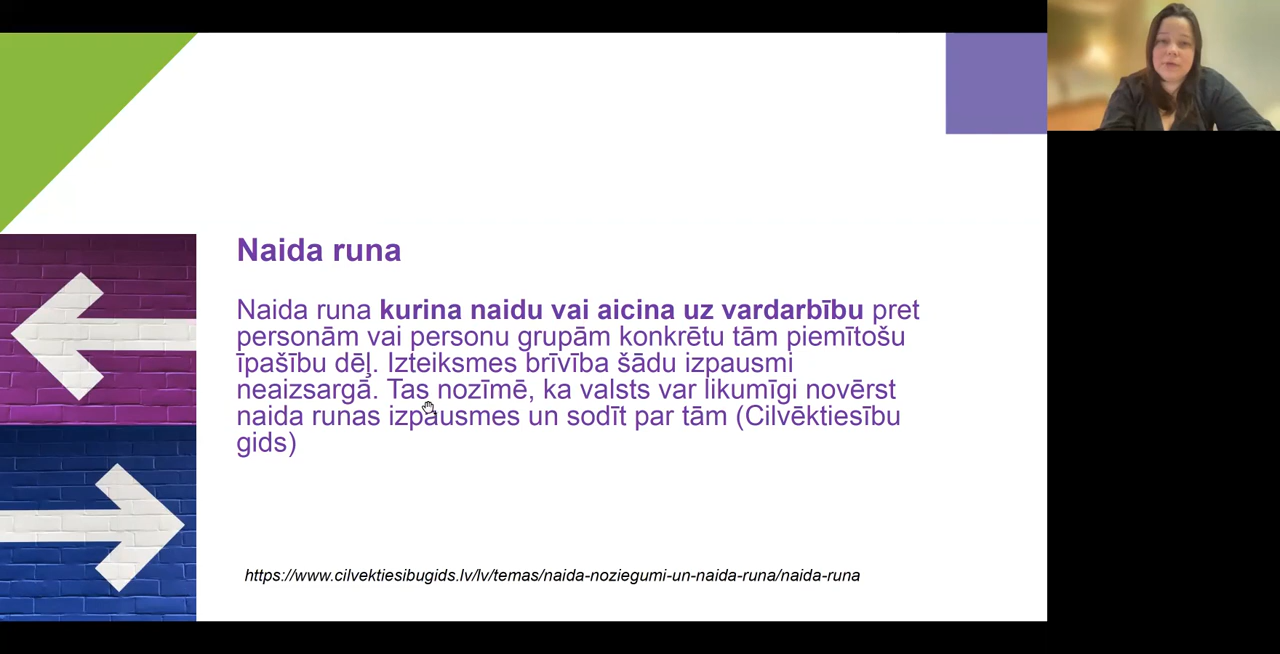 Naida runa
Naida runa kurina naidu vai aicina uz vardarbību pret
personām vai personu grupām konkrētu tām piemītošu
īpašību dēļ. Izteiksmes brīvība šādu izpausmi
neaizsargā. Tas nozīmē, ka valsts var likumīgi novērst
naida runas izpausmes un sodīt par tām (Cilvēktiesību
gids)
https://www.cilvektiesibugids.lv/lv/temas/naida-noziegumi-un-naida-runa/naida-runa